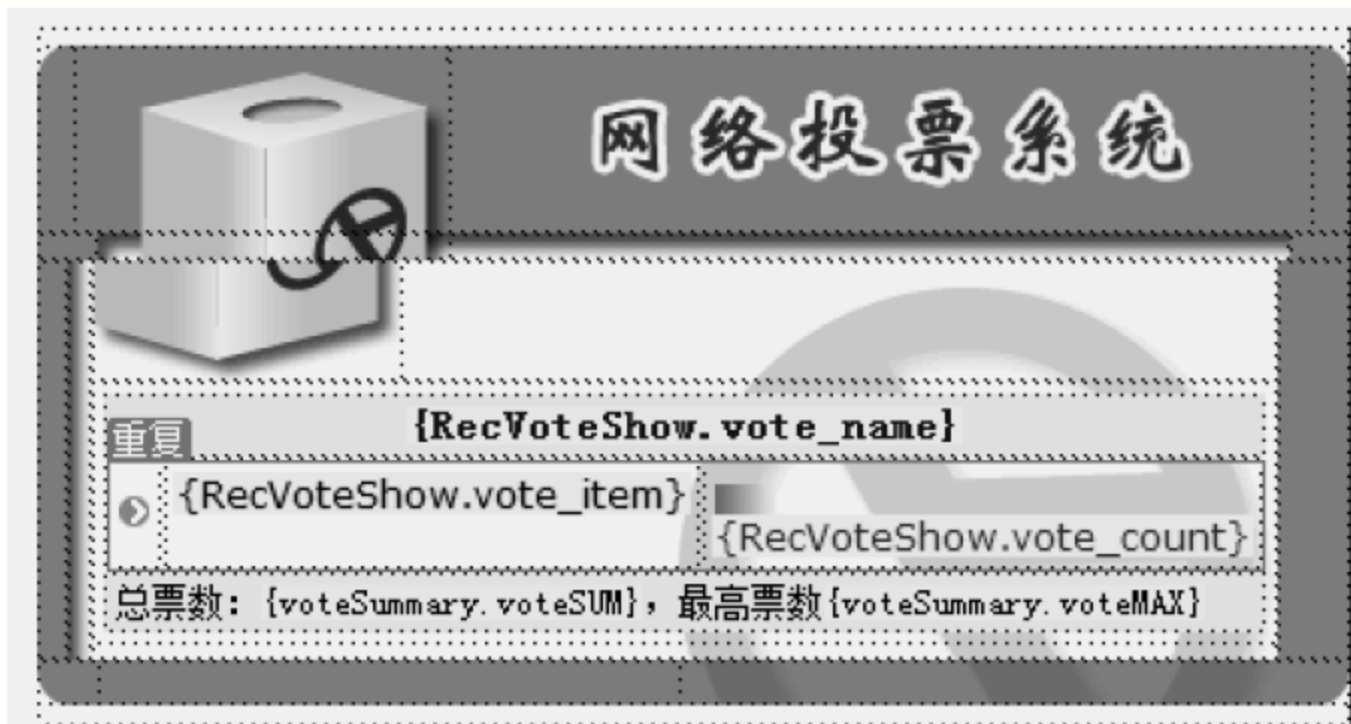 网络投票系统
重复
{RecVoteShow.vote_name}
{RecVoteShow.vote_item}
{RecVoteShow.vote_count}
总票数：{voteSummary.voteSUM}，最高票数{voteSummary.voteMAX}